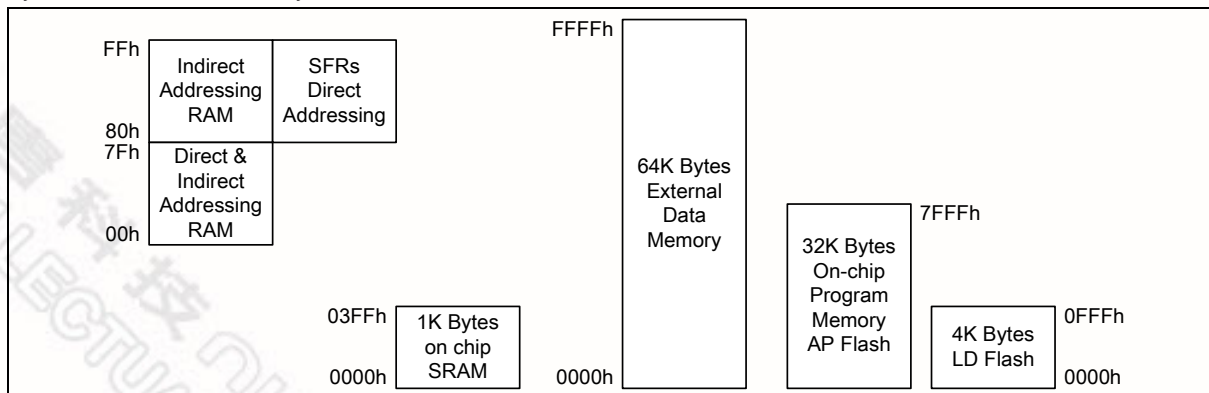 FFh
Indirect
Addressing
RAM
SFRs
Direct
Addressing
80h
7Fh
Direct &
Indirect
Addressing
RAM
00h
03FFh
1K Bytes
on chip
SRAM
0000h
FFFFh
64K Bytes
External
Data
Memory
0000h
7FFFh
32K Bytes
On-chip
Program
Memory
AP Flash
0FFFh
4K Bytes
LD Flash
0000h
科技